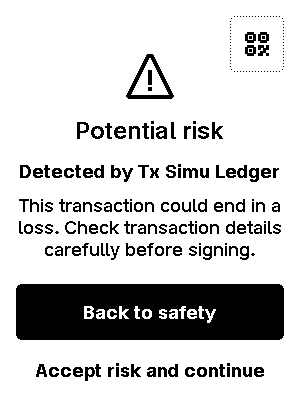 Potential risk
Detected by Tx Simu Ledger
This transaction could end in a
loss. Check transaction details
carefully before signing.
Back to safety
Accept risk and continue